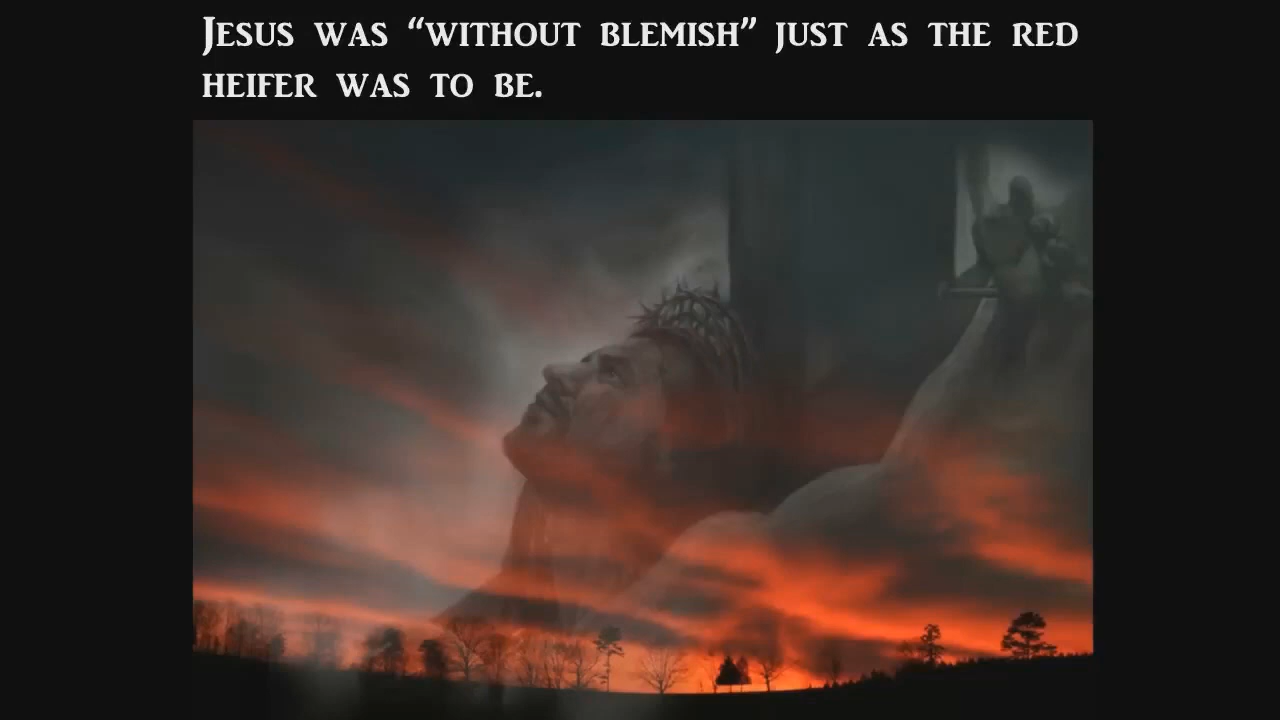 Jesus was “without blemish” just as the red
heifer was to be.